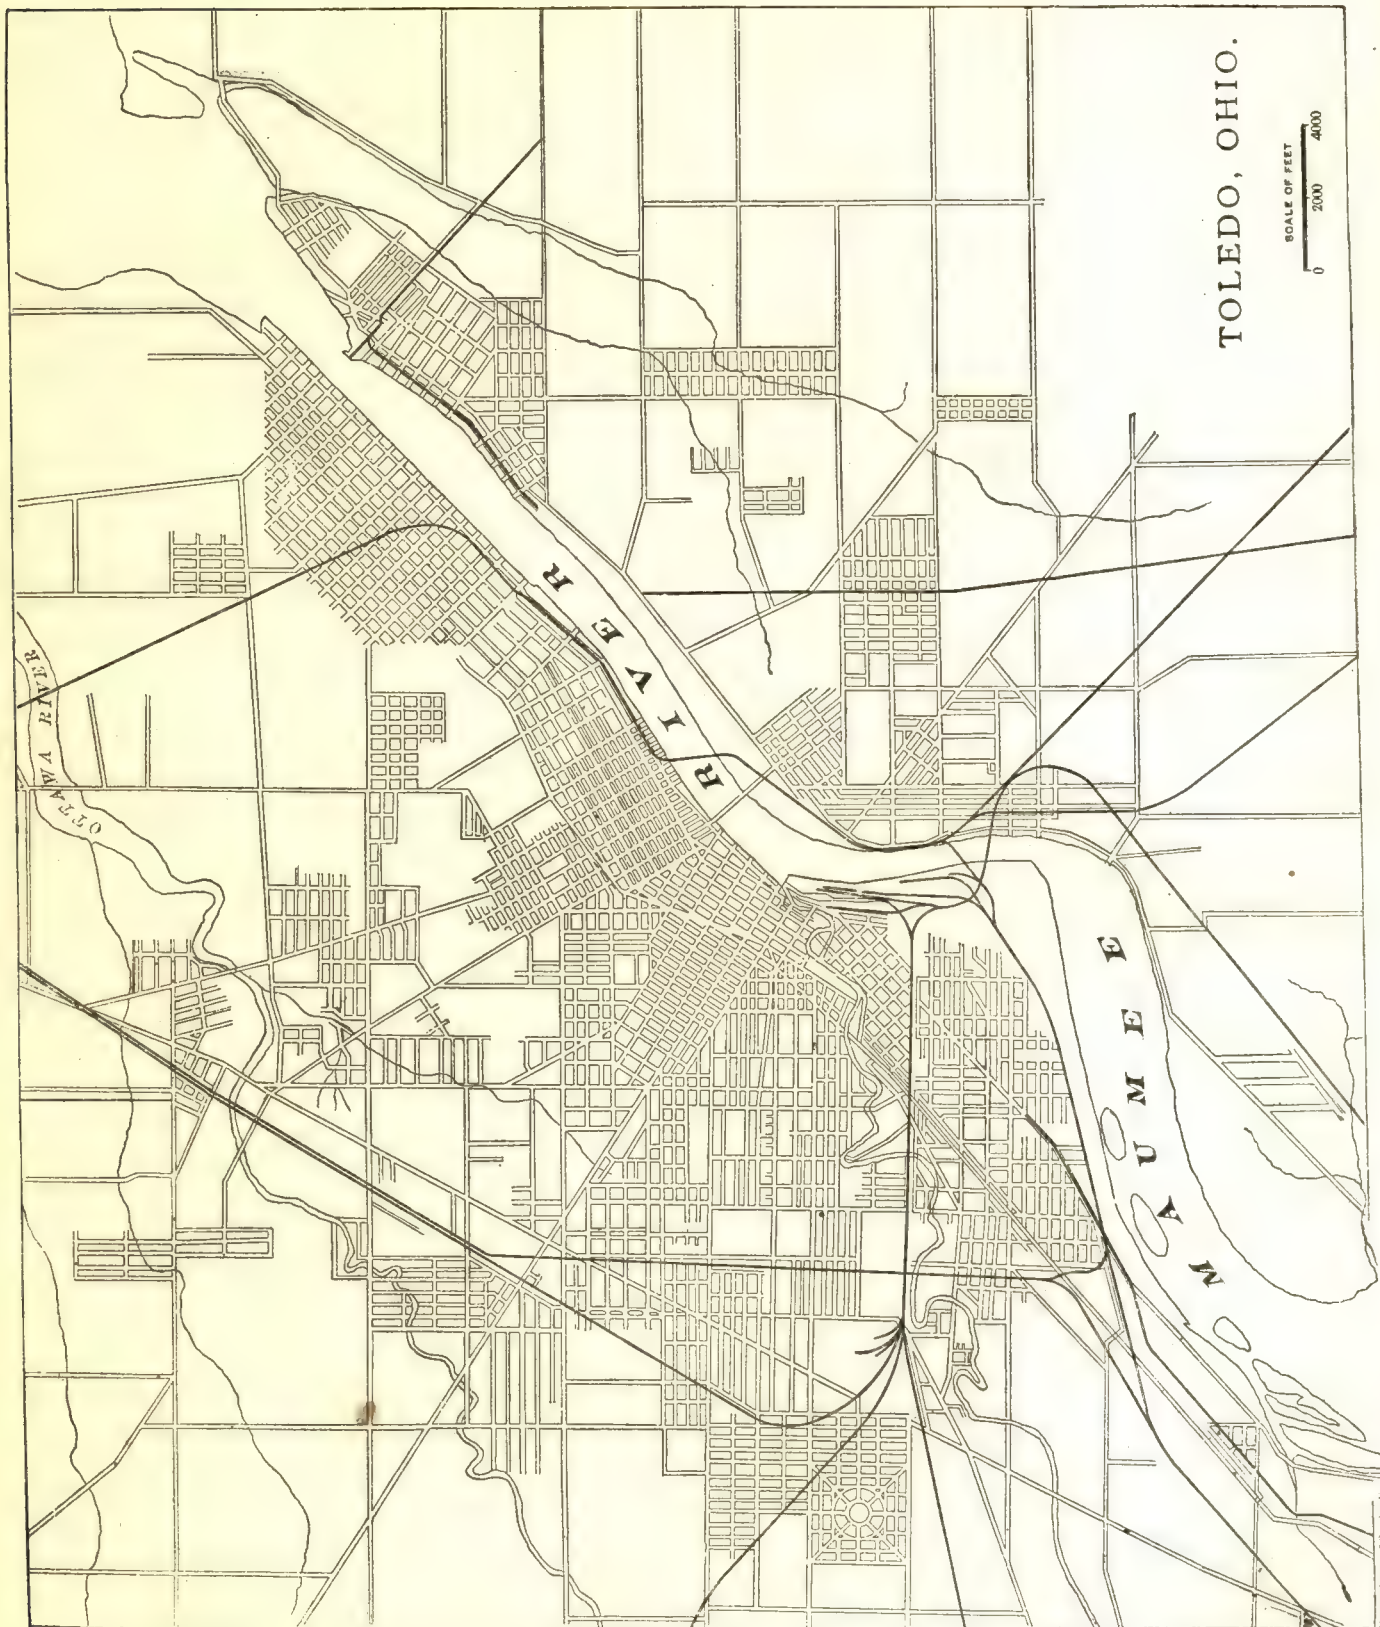 TOLEDO, OHIO.
SCALE OF FEET
0 2000 4000
OTTAWA RIVER
MAUMEE RIVER